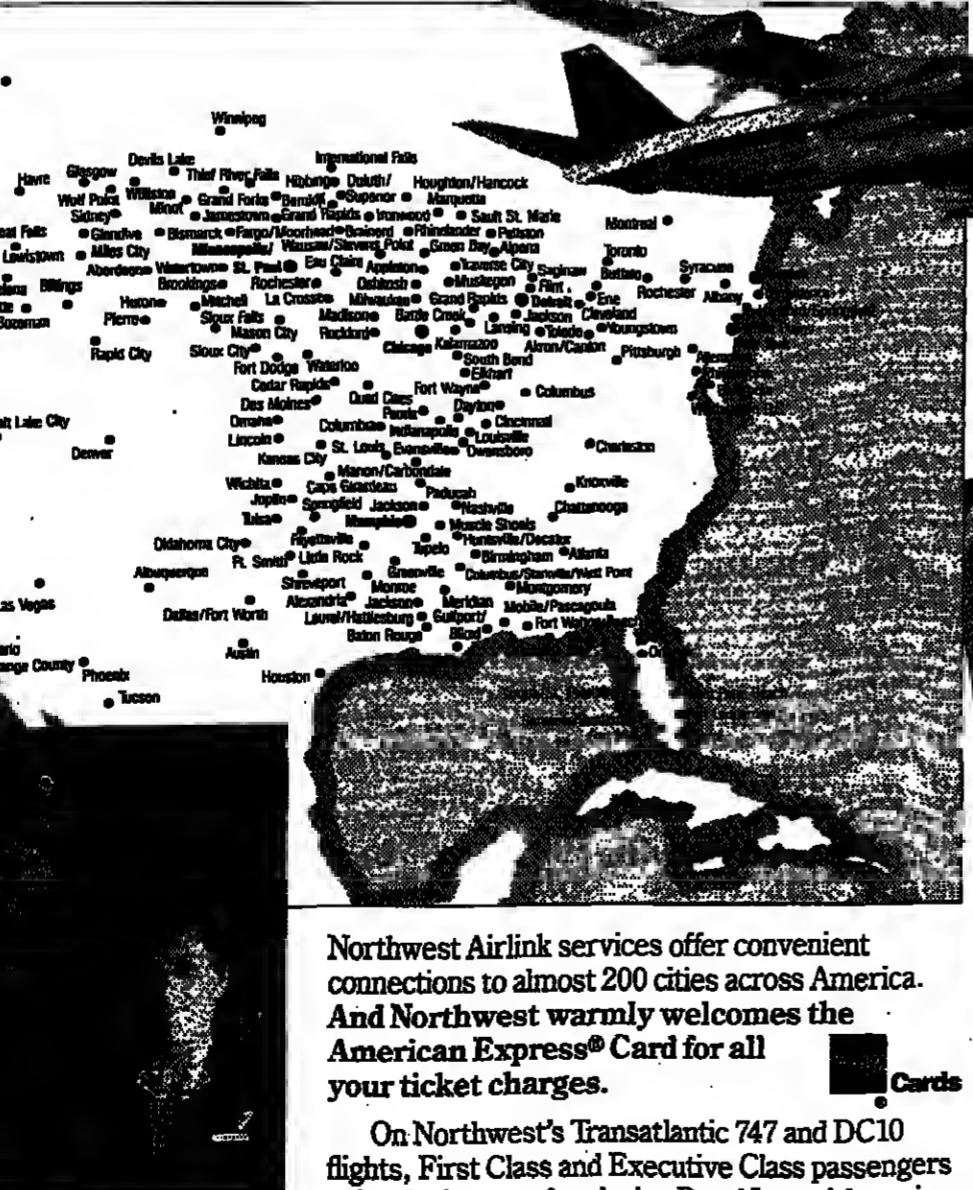 Winnipeg
Devils Lake International Falls
Havre Glasgow Thief River Falls Hibbing Duluth/ Houghton/Hancock
Wolf Point Williston Grand Forks Bemidji Superior Marquette
Sidney Minot Jamestown Grand Rapids Ironwood Sault St. Marie
Montreal
eat Falls Glendive Bismarck Fargo/Moorhead Brainerd Rhinelander Pellston
Lewistown Miles City Minneapolis/ Wausau/Stevens Point Green Bay Alpena
Toronto
Aberdeen Watertown St. Paul Eau Claire Appleton Traverse City Saginaw Buffalo Syracuse
elena Billings Brookings Rochester Oshkosh Muskegon Flint Rochester Albany
Huron Mitchell La Crosse Milwaukee Grand Rapids Detroit Erie
Bozeman Pierre Sioux Falls Madison Battle Creek Jackson Cleveland
Mason City Rockford Lansing Toledo Youngstown
Rapid City Sioux City Chicago Kalamazoo Akron/Canton Pittsburgh
Fort Dodge Waterloo South Bend
Elkhart
Cedar Rapids Fort Wayne Columbus
Des Moines Quad Cities Dayton
Peoria
alt Lake City Omaha Columbia Indianapolis Cincinnati
Lincoln Louisville
Denver St. Louis Evansville Owensboro Charleston
Kansas City
Marion/Carbondale
Wichita Cape Girardeau Paducah Knoxville
Joplin Springfield Jackson Nashville Chattanooga
Tulsa Memphis Muscle Shoals
Fayetteville Huntsville/Decatur
Oklahoma City Tupelo
Ft. Smith Little Rock Birmingham Atlanta
Albuquerque Greenville Columbus/Starkville/West Point
Shreveport Monroe Montgomery
as Vegas Alexandria Jackson Meridian Mobile/Pascagoula
Dallas/Fort Worth Laurel/Hattiesburg Gulfport/ Fort Walton Beach
Baton Rouge Biloxi
Austin
ange County Phoenix Houston
Tucson
Northwest Airlink services offer convenient
connections to almost 200 cities across America.
And Northwest warmly welcomes the
American Express® Card for all
your ticket charges.
Cards
On Northwest's Transatlantic 747 and DC10
flights, First Class and Executive Class passengers